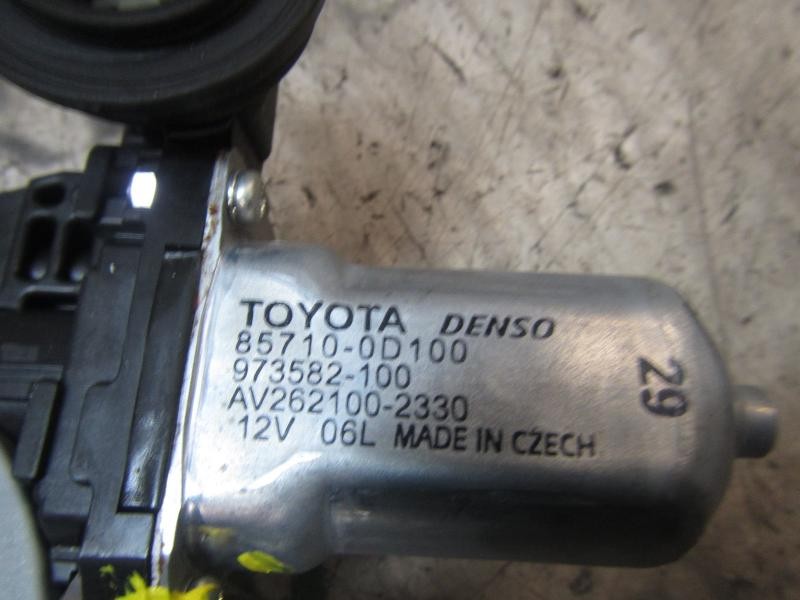 TOYOTA DENSO
85710-0D100
973582-100
AV262100-2330
12V 06L MADE IN CZECH
29